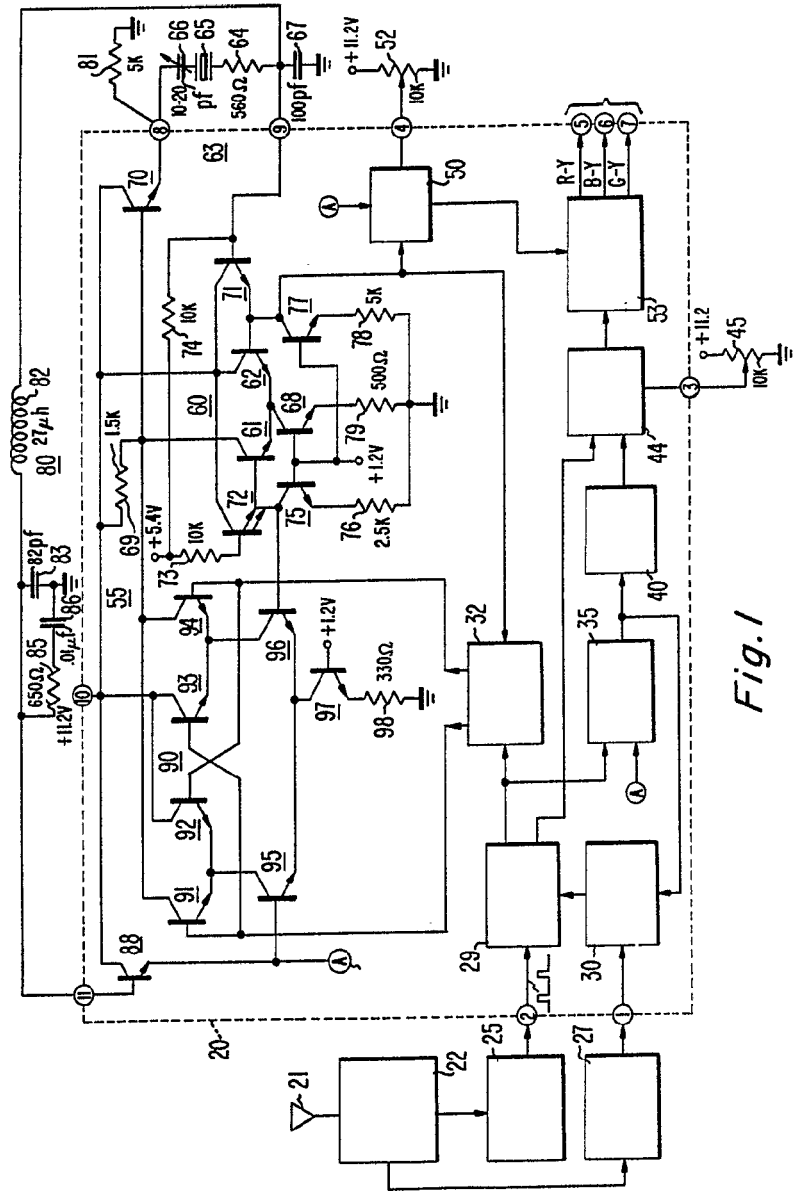 80
82
27μh
85
650Ω
+11.2V
82pf
83
86
.01μf
11
10
88
55
69
1.5K
70
8
81
5K
66
10-20
pf
65
64
560Ω
63
9
67
100pf
91
92
90
93
94
73
10K
+5.4V
72
60
61
62
74
10K
71
A
95
96
75
68
77
+1.2V
97
+1.2V
98
330Ω
76
2.5K
79
500Ω
78
5K
A
50
4
+11.2V
52
10K
20
32
29
30
35
A
40
44
53
R-Y
B-Y
G-Y
5
6
7
3
+11.2
45
10K
21
22
25
27
2
1
Fig.1